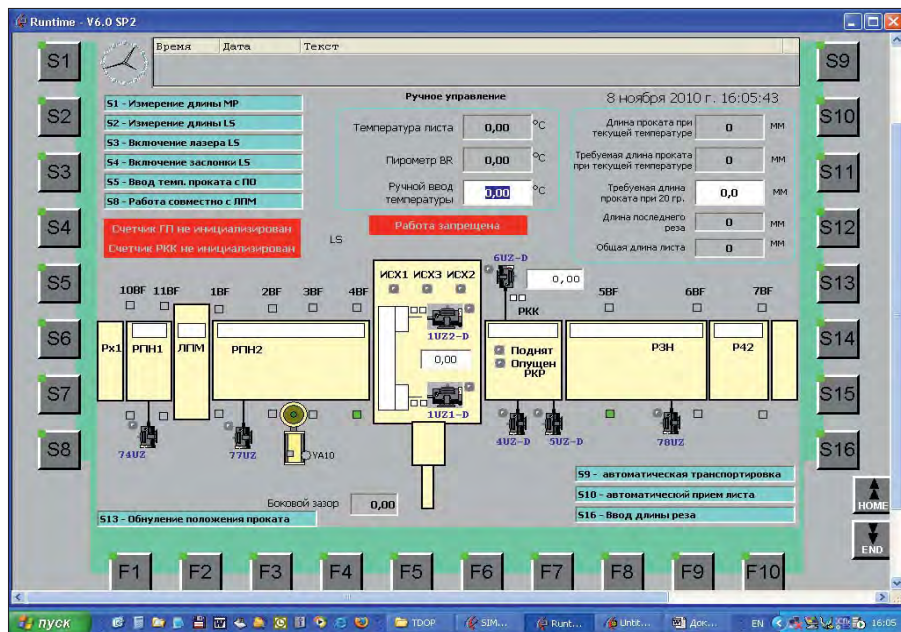 Runtime - V6.0 SP2
Время Дата Текст
S1
S2
S3
S4
S5
S6
S7
S8
S9
S10
S11
S12
S13
S14
S15
S16
S1 - Измерение длины МР
S2 - Измерение длины LS
S3 - Включение лазера LS
S4 - Включение заслонки LS
S5 - Ввод темп. проката с ПО
S8 - Работа совместно с ЛПМ
Счетчик ГП не инициализирован
Счетчик РКК не инициализирован
Ручное управление
Температура листа 0,00 °C
Пирометр BR 0,00 °C
Ручной ввод
температуры 0,00 °C
Работа запрещена
LS
8 ноября 2010 г. 16:05:43
Длина проката при
текущей температуре 0 мм
Требуемая длина проката
при текущей температуре 0 мм
Требуемая длина
проката при 20 гр. 0,0 мм
Длина последнего
реза 0 мм
Общая длина листа 0 мм
10BF 11BF 1BF 2BF 3BF 4BF
ИСХ1 ИСХ3 ИСХ2
6UZ-D 0,00
РКК
5BF 6BF 7BF
Рх1 РПН1 ЛПМ РПН2
1UZ2-D
0,00
1UZ1-D
Поднят
Опущен
РКР
РЗН Р42
74UZ 77UZ YA10
4UZ-D 5UZ-D 78UZ
Боковой зазор 0,00
S13 - Обнуление положения проката
S9 - автоматическая транспортировка
S10 - автоматический прием листа
S16 - Ввод длины реза
HOME
END
F1 F2 F3 F4 F5 F6 F7 F8 F9 F10
пуск TDOP SIM... Runt... Untit... Док... EN 16:05